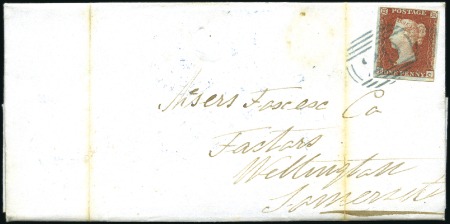 POSTAGE
ONE PENNY
Messrs Fox & Co
Factors
Wellington
Somerset